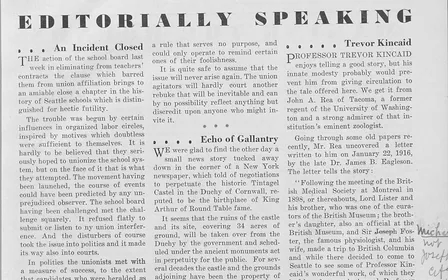 EDITORIALLY SPEAKING
. . . . An Incident Closed
THE action of the school board last
week in eliminating from teachers'
contracts the clause which barred
them from union affiliation brings to
an amiable close a chapter in the his-
tory of Seattle schools which is distin-
guished for hectic futility.
The trouble was begun by certain
influences in organized labor circles,
inspired by motives which doubtless
were sufficient to themselves. It is
hardly to be believed that they seri-
ously hoped to unionize the school sys-
tem, but on the face of it that is what
they attempted. The movement having
been launched, the course of events
could have been predicted by any un-
prejudiced observer. The school board
having been challenged met the chal-
lenge squarely. It refused flatly to
submit or listen to any union interfer-
ence. And the disturbers of course
took the issue into politics and it made
its way also into courts.
In politics the unionists met with
a measure of success, to the extent
a rule that serves no purpose, and
could only operate to remind certain
ones of their foolishness.
It is quite safe to assume that the
issue will never arise again. The union
agitators will hardly court another
rebuke that will be inevitable and can
by no possibility reflect anything but
discredit upon anyone who might in-
vite it.
* * *
. . . . Echo of Gallantry
WE were glad to find the other day a
small news story tucked away
down in the corner of a New York
newspaper, which told of negotiations
to perpetuate the historic Tintagel
Castel in the Duchy of Cornwall, re-
puted to be the birthplace of King
Arthur of Round Table fame.
It seems that the ruins of the castle
and its site, covering 34 acres of
ground, will be taken over from the
Duchy by the government and sched-
uled under the ancient monuments act
in perpetuity for the public. For sev-
eral decades the castle and the grounds
adjoining have been the property of
. . . . Trevor Kincaid
PROFESSOR TREVOR KINCAID
enjoys telling a good story, but his
innate modesty probably would pre-
vent him from giving circulation to
the tale offered here. We get it from
John A. Rea of Tacoma, a former
regent of the University of Washing-
ton and a strong admirer of that in-
stitution's eminent zoologist.
Going through some old papers re-
cently, Mr. Rea uncovered a letter
written to him on January 22, 1916,
by the late Dr. James B. Eagleson.
The letter tells the story:
"Following the meeting of the Brit-
ish Medical Society at Montreal in
1898, or thereabouts, Lord Lister and
his brother, who was one of the cura-
tors of the British Museum; the broth-
er's daughter, also an official at the
British Museum, and Sir Joseph Fos-
ter, the famous physiologist, and his
wife, made a trip to British Columbia
and while there decided to come to
Seattle to see some of Professor Kin-
caid's wonderful work, of which they